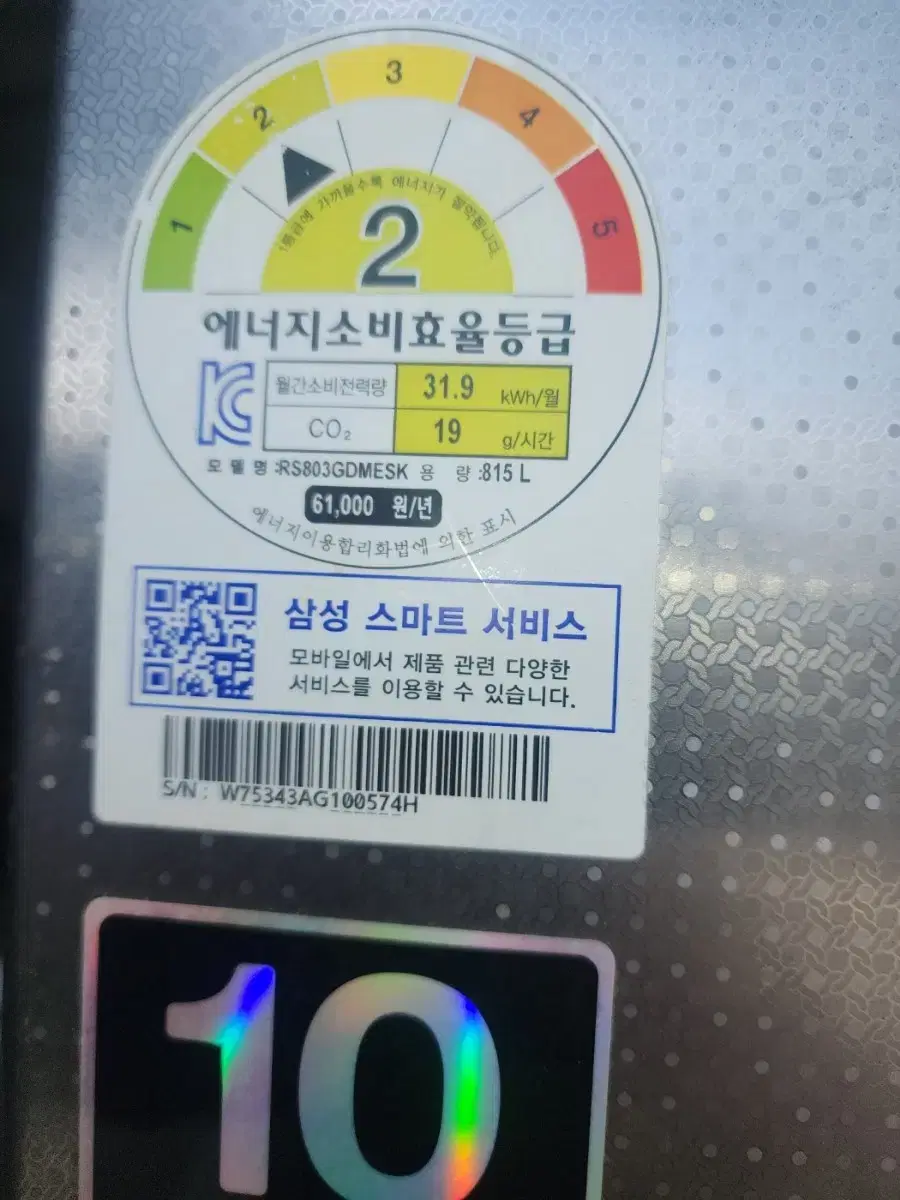 1 2 3 4 5
1등급에 가까울수록 에너지가 절약됩니다.
2
에너지소비효율등급
KC
월간소비전력량 31.9 kWh/월
CO₂ 19 g/시간
모 델 명 :RS803GDMESK 용 량 :815 L
61,000 원/년
에너지이용합리화법에 의한 표시
삼성 스마트 서비스
모바일에서 제품 관련 다양한
서비스를 이용할 수 있습니다.
S/N : W75343AG100574H
10